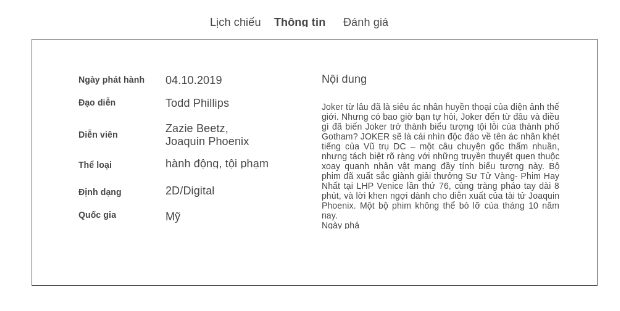 Lịch chiếu Thông tin Đánh giá
Ngày phát hành 04.10.2019
Đạo diễn Todd Phillips
Diễn viên Zazie Beetz,
Joaquin Phoenix
Thể loại hành động, tội phạm
Định dạng 2D/Digital
Quốc gia Mỹ
Nội dung
Joker từ lâu đã là siêu ác nhân huyền thoại của điện ảnh thế
giới. Nhưng có bao giờ bạn tự hỏi, Joker đến từ đâu và điều
gì đã biến Joker trở thành biểu tượng tội lỗi của thành phố
Gotham? JOKER sẽ là cái nhìn độc đáo về tên ác nhân khét
tiếng của Vũ trụ DC – một câu chuyện gốc thấm nhuần,
nhưng tách biệt rõ ràng với những truyền thuyết quen thuộc
xoay quanh nhân vật mang đầy tính biểu tượng này. Bộ
phim đã xuất sắc giành giải thưởng Sư Tử Vàng- Phim Hay
Nhất tại LHP Venice lần thứ 76, cùng tràng pháo tay dài 8
phút, và lời khen ngợi dành cho diễn xuất của tài tử Joaquin
Phoenix. Một bộ phim không thể bỏ lỡ của tháng 10 năm
nay.
Ngày phá